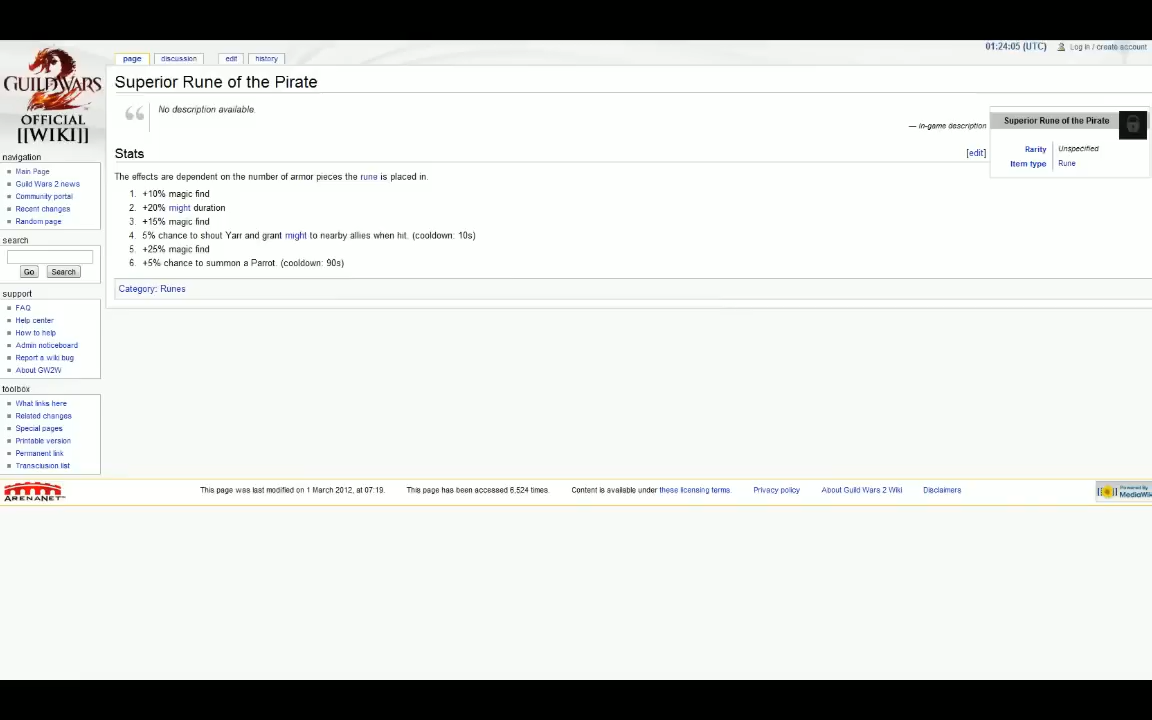 01:24:05 (UTC) Log in / create account
page discussion edit history
GUILDWARS
OFFICIAL
[[WIKI]]
Superior Rune of the Pirate
No description available.
— In-game description
Superior Rune of the Pirate
Rarity Unspecified
Item type Rune
Stats [edit]
The effects are dependent on the number of armor pieces the rune is placed in.
1. +10% magic find
2. +20% might duration
3. +15% magic find
4. 5% chance to shout Yarr and grant might to nearby allies when hit. (cooldown: 10s)
5. +25% magic find
6. +5% chance to summon a Parrot. (cooldown: 90s)
Category: Runes
navigation
Main Page
Guild Wars 2 news
Community portal
Recent changes
Random page
search
Go Search
support
FAQ
Help center
How to help
Admin noticeboard
Report a wiki bug
About GW2W
toolbox
What links here
Related changes
Special pages
Printable version
Permanent link
Transclusion list
ARENANET
This page was last modified on 1 March 2012, at 07:19. This page has been accessed 6,524 times. Content is available under these licensing terms. Privacy policy About Guild Wars 2 Wiki Disclaimers
Powered By
MediaWik